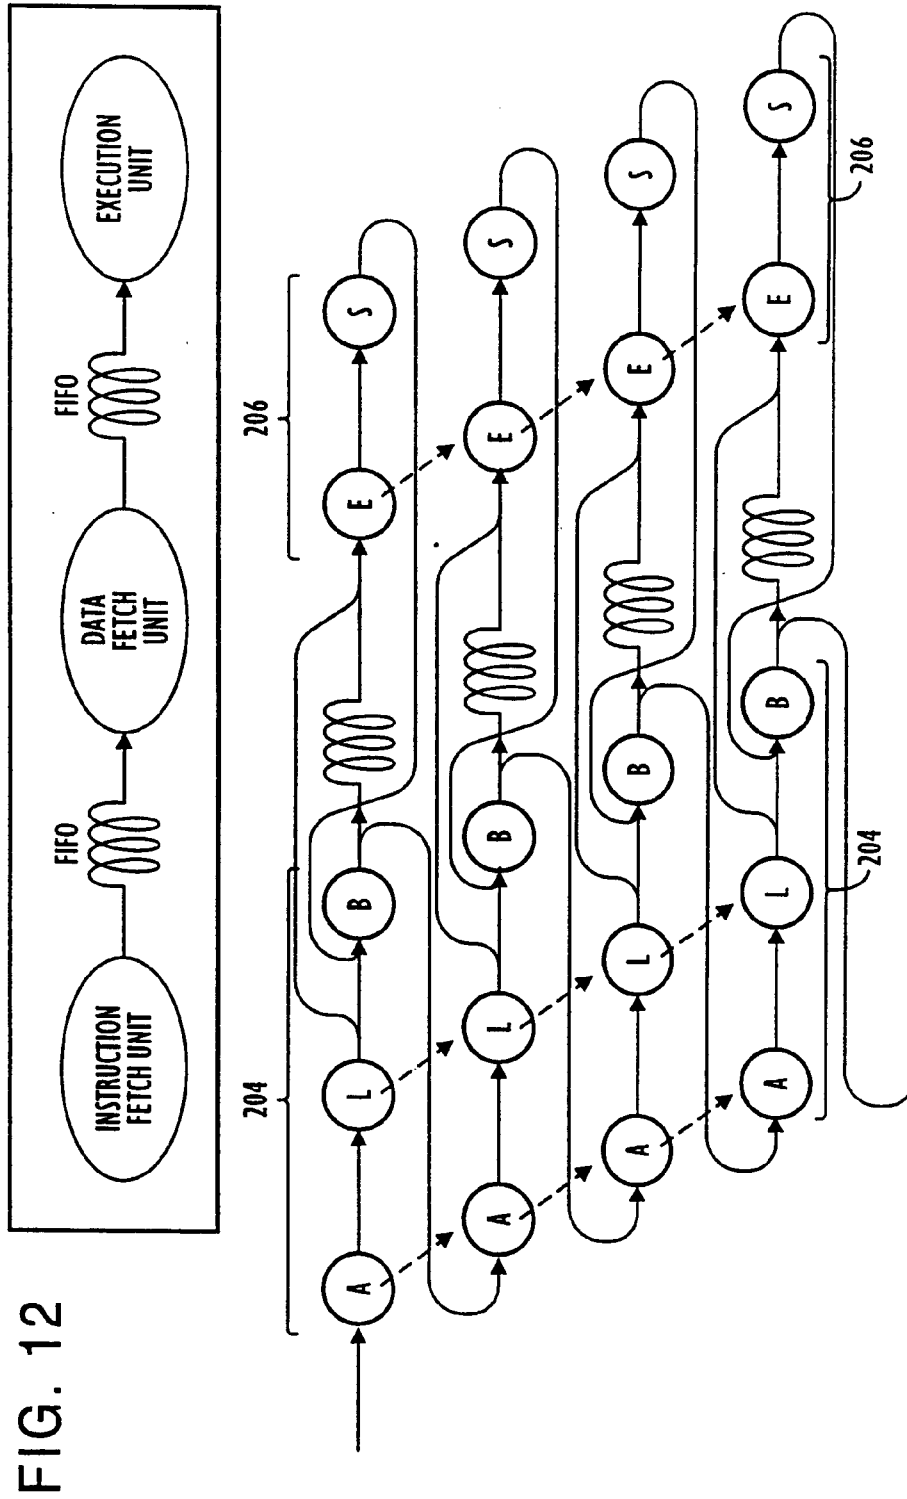 FIG. 12
INSTRUCTION
FETCH UNIT
FIFO
DATA
FETCH
UNIT
FIFO
EXECUTION
UNIT
204
206
A
L
B
E
S
A
L
B
E
S
A
L
B
E
S
A
L
B
E
S
204
206